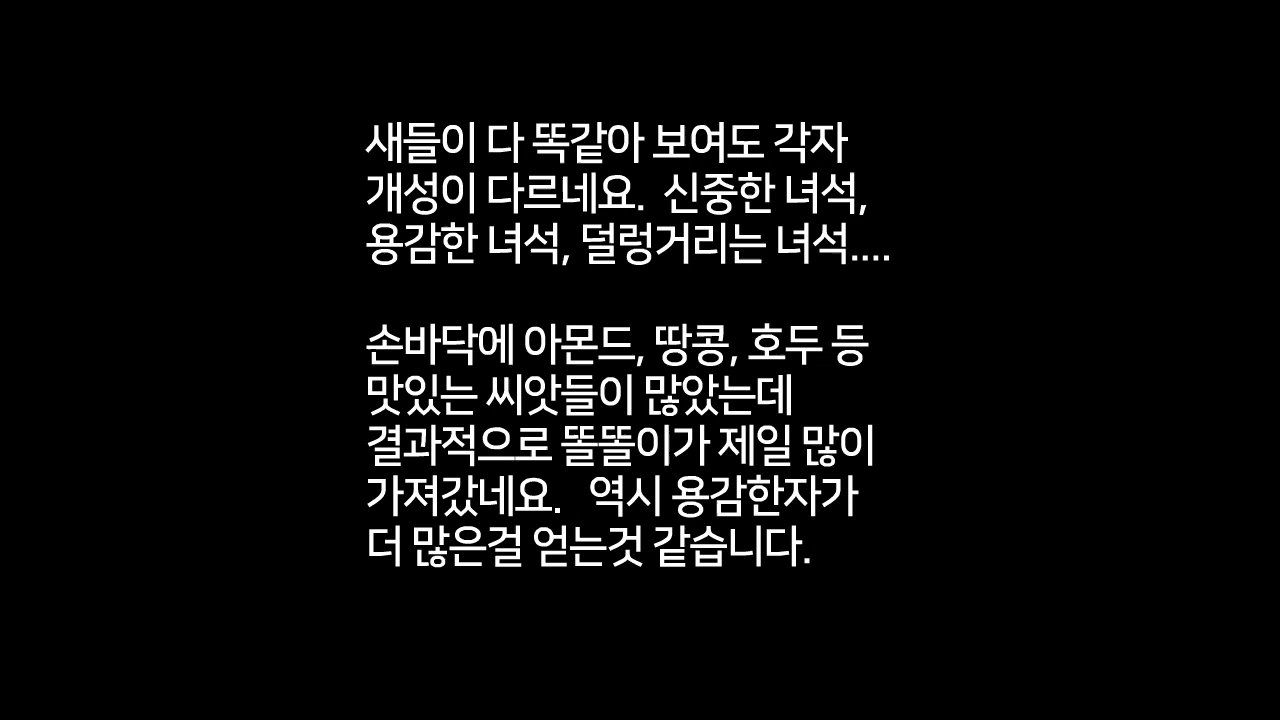 새들이 다 똑같아 보여도 각자
개성이 다르네요.  신중한 녀석,
용감한 녀석, 덜렁거리는 녀석....
손바닥에 아몬드, 땅콩, 호두 등
맛있는 씨앗들이 많았는데
결과적으로 똘똘이가 제일 많이
가져갔네요.   역시 용감한자가
더 많은걸 얻는것 같습니다.